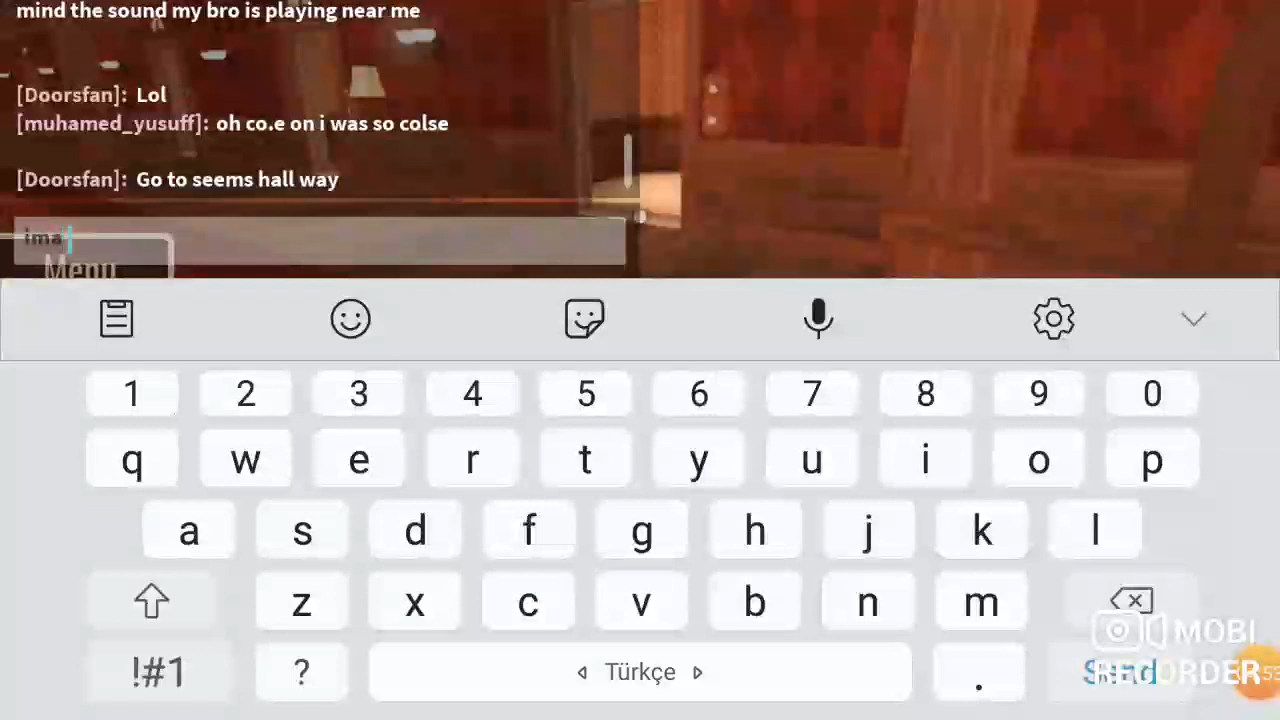 mind the sound my bro is playing near me
[Doorsfan]: Lol
[muhamed_yusuff]: oh co.e on i was so colse
[Doorsfan]: Go to seems hall way
ima
Menu
1 2 3 4 5 6 7 8 9 0
q w e r t y u i o p
a s d f g h j k l
z x c v b n m
MOBI
!#1 ? Türkçe . Send
RECORDER
53